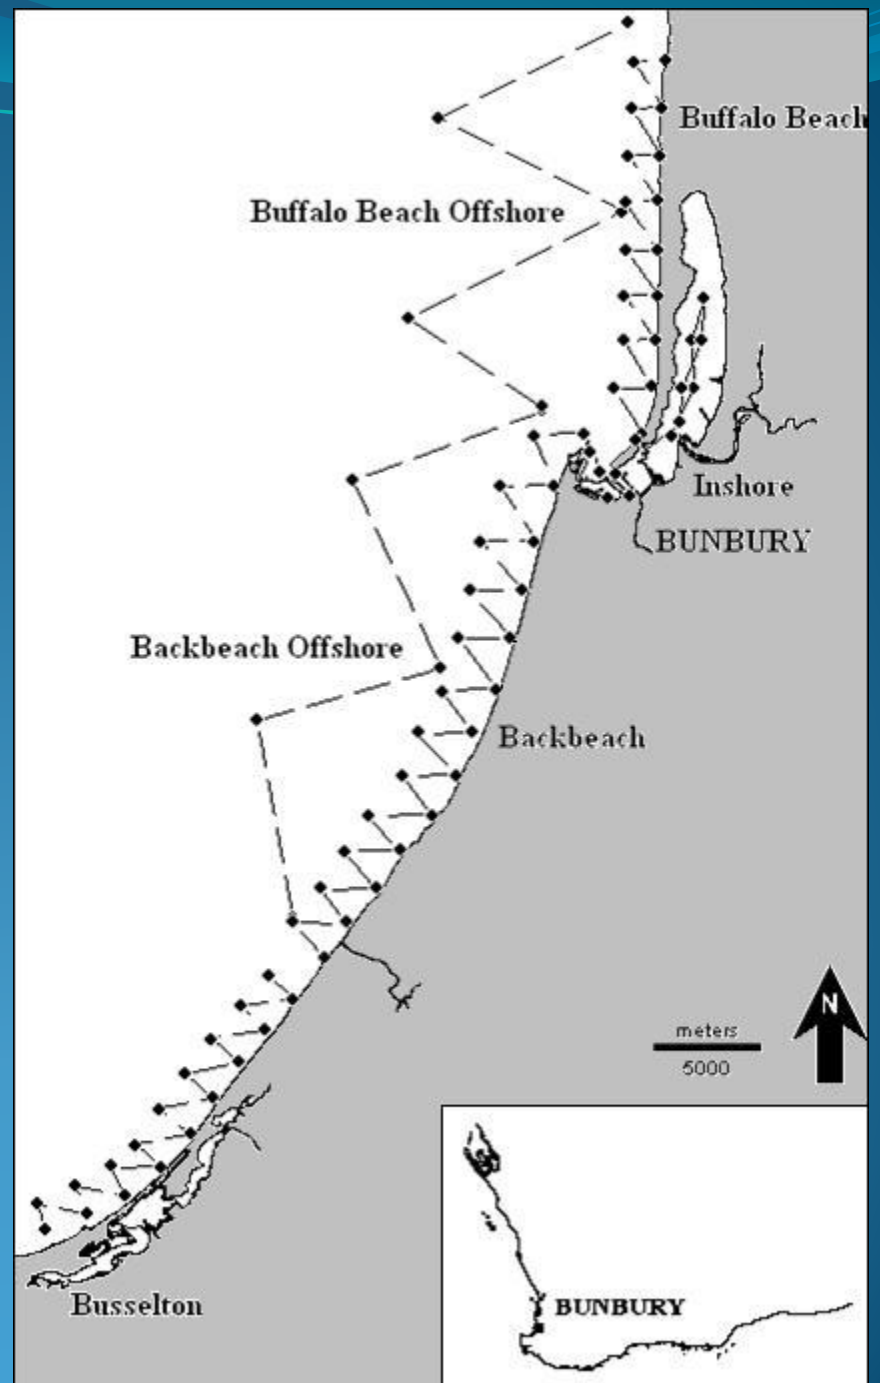 Buffalo Beach
Buffalo Beach Offshore
Inshore
BUNBURY
Backbeach Offshore
Backbeach
N
meters
5000
BUNBURY
Busselton